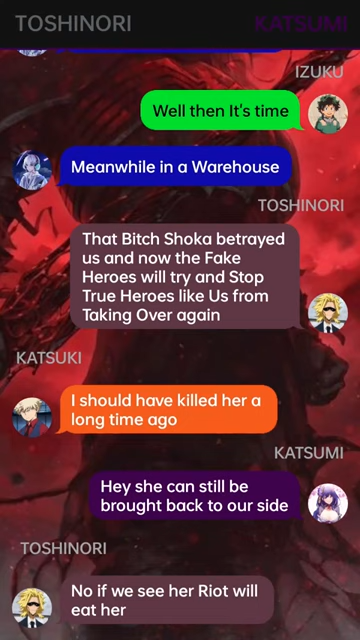 TOSHINORI KATSUMI
IZUKU
Well then It's time
Meanwhile in a Warehouse
TOSHINORI
That Bitch Shoka betrayed
us and now the Fake
Heroes will try and Stop
True Heroes like Us from
Taking Over again
KATSUKI
I should have killed her a
long time ago
KATSUMI
Hey she can still be
brought back to our side
TOSHINORI
No if we see her Riot will
eat her